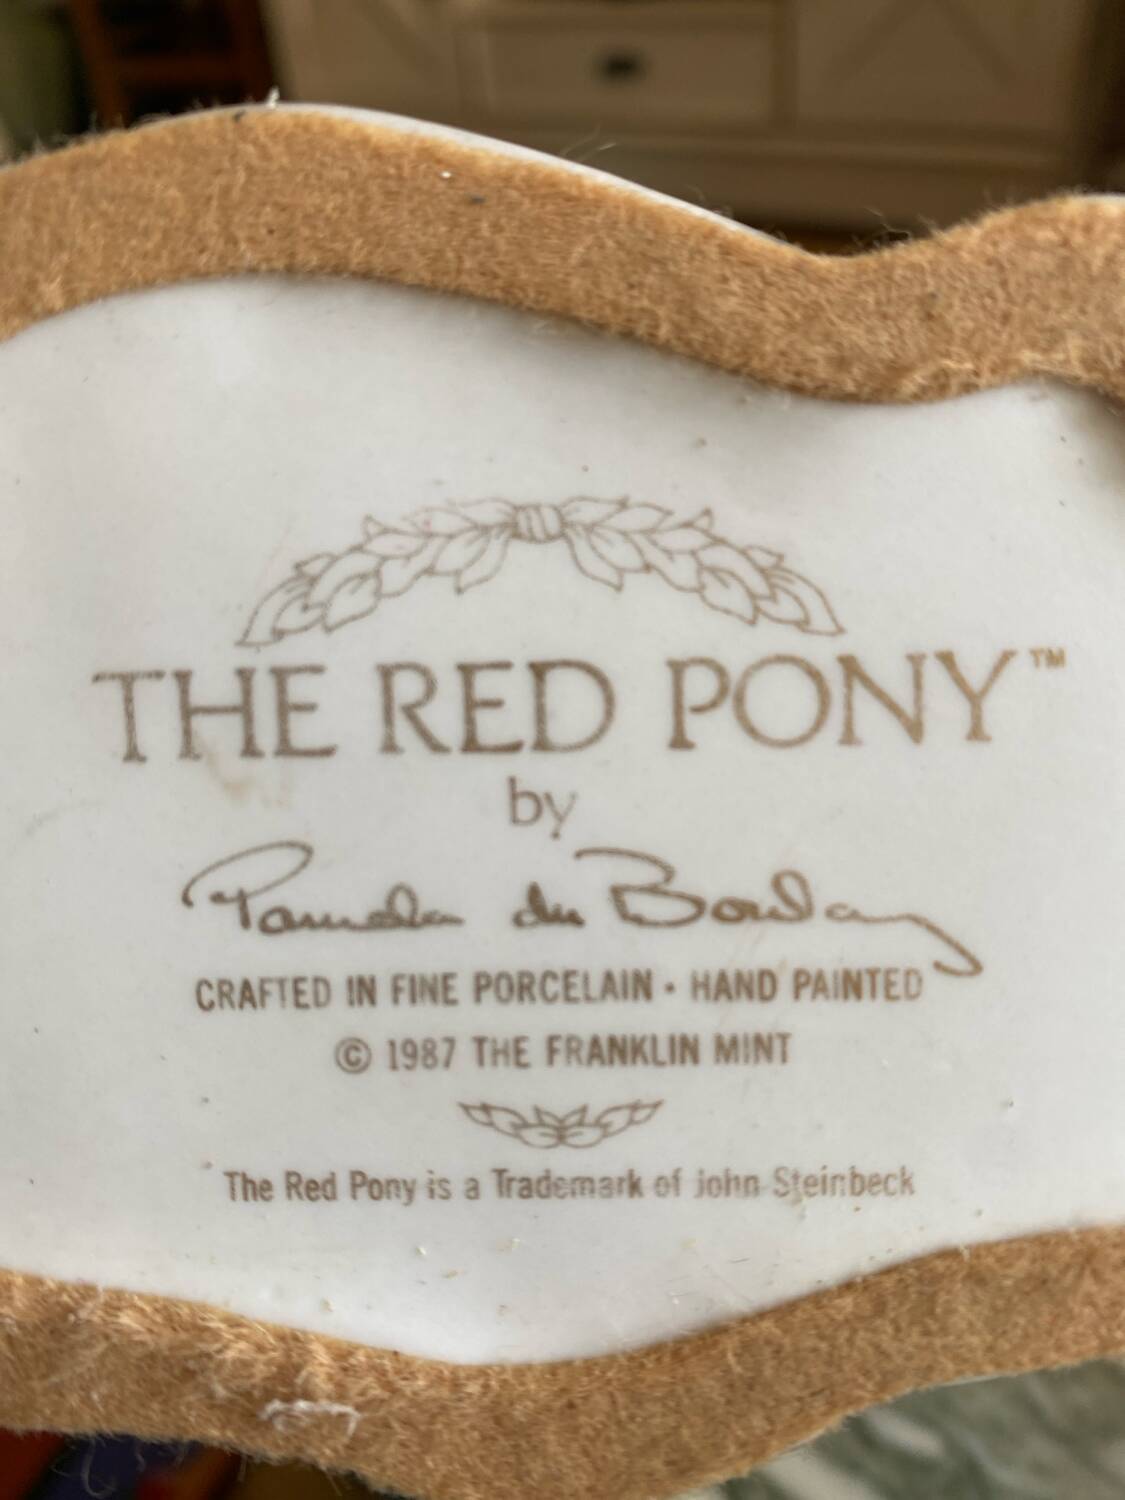 THE RED PONY™
by
Pamela du Boulay
CRAFTED IN FINE PORCELAIN • HAND PAINTED
© 1987 THE FRANKLIN MINT
The Red Pony is a Trademark of John Steinbeck